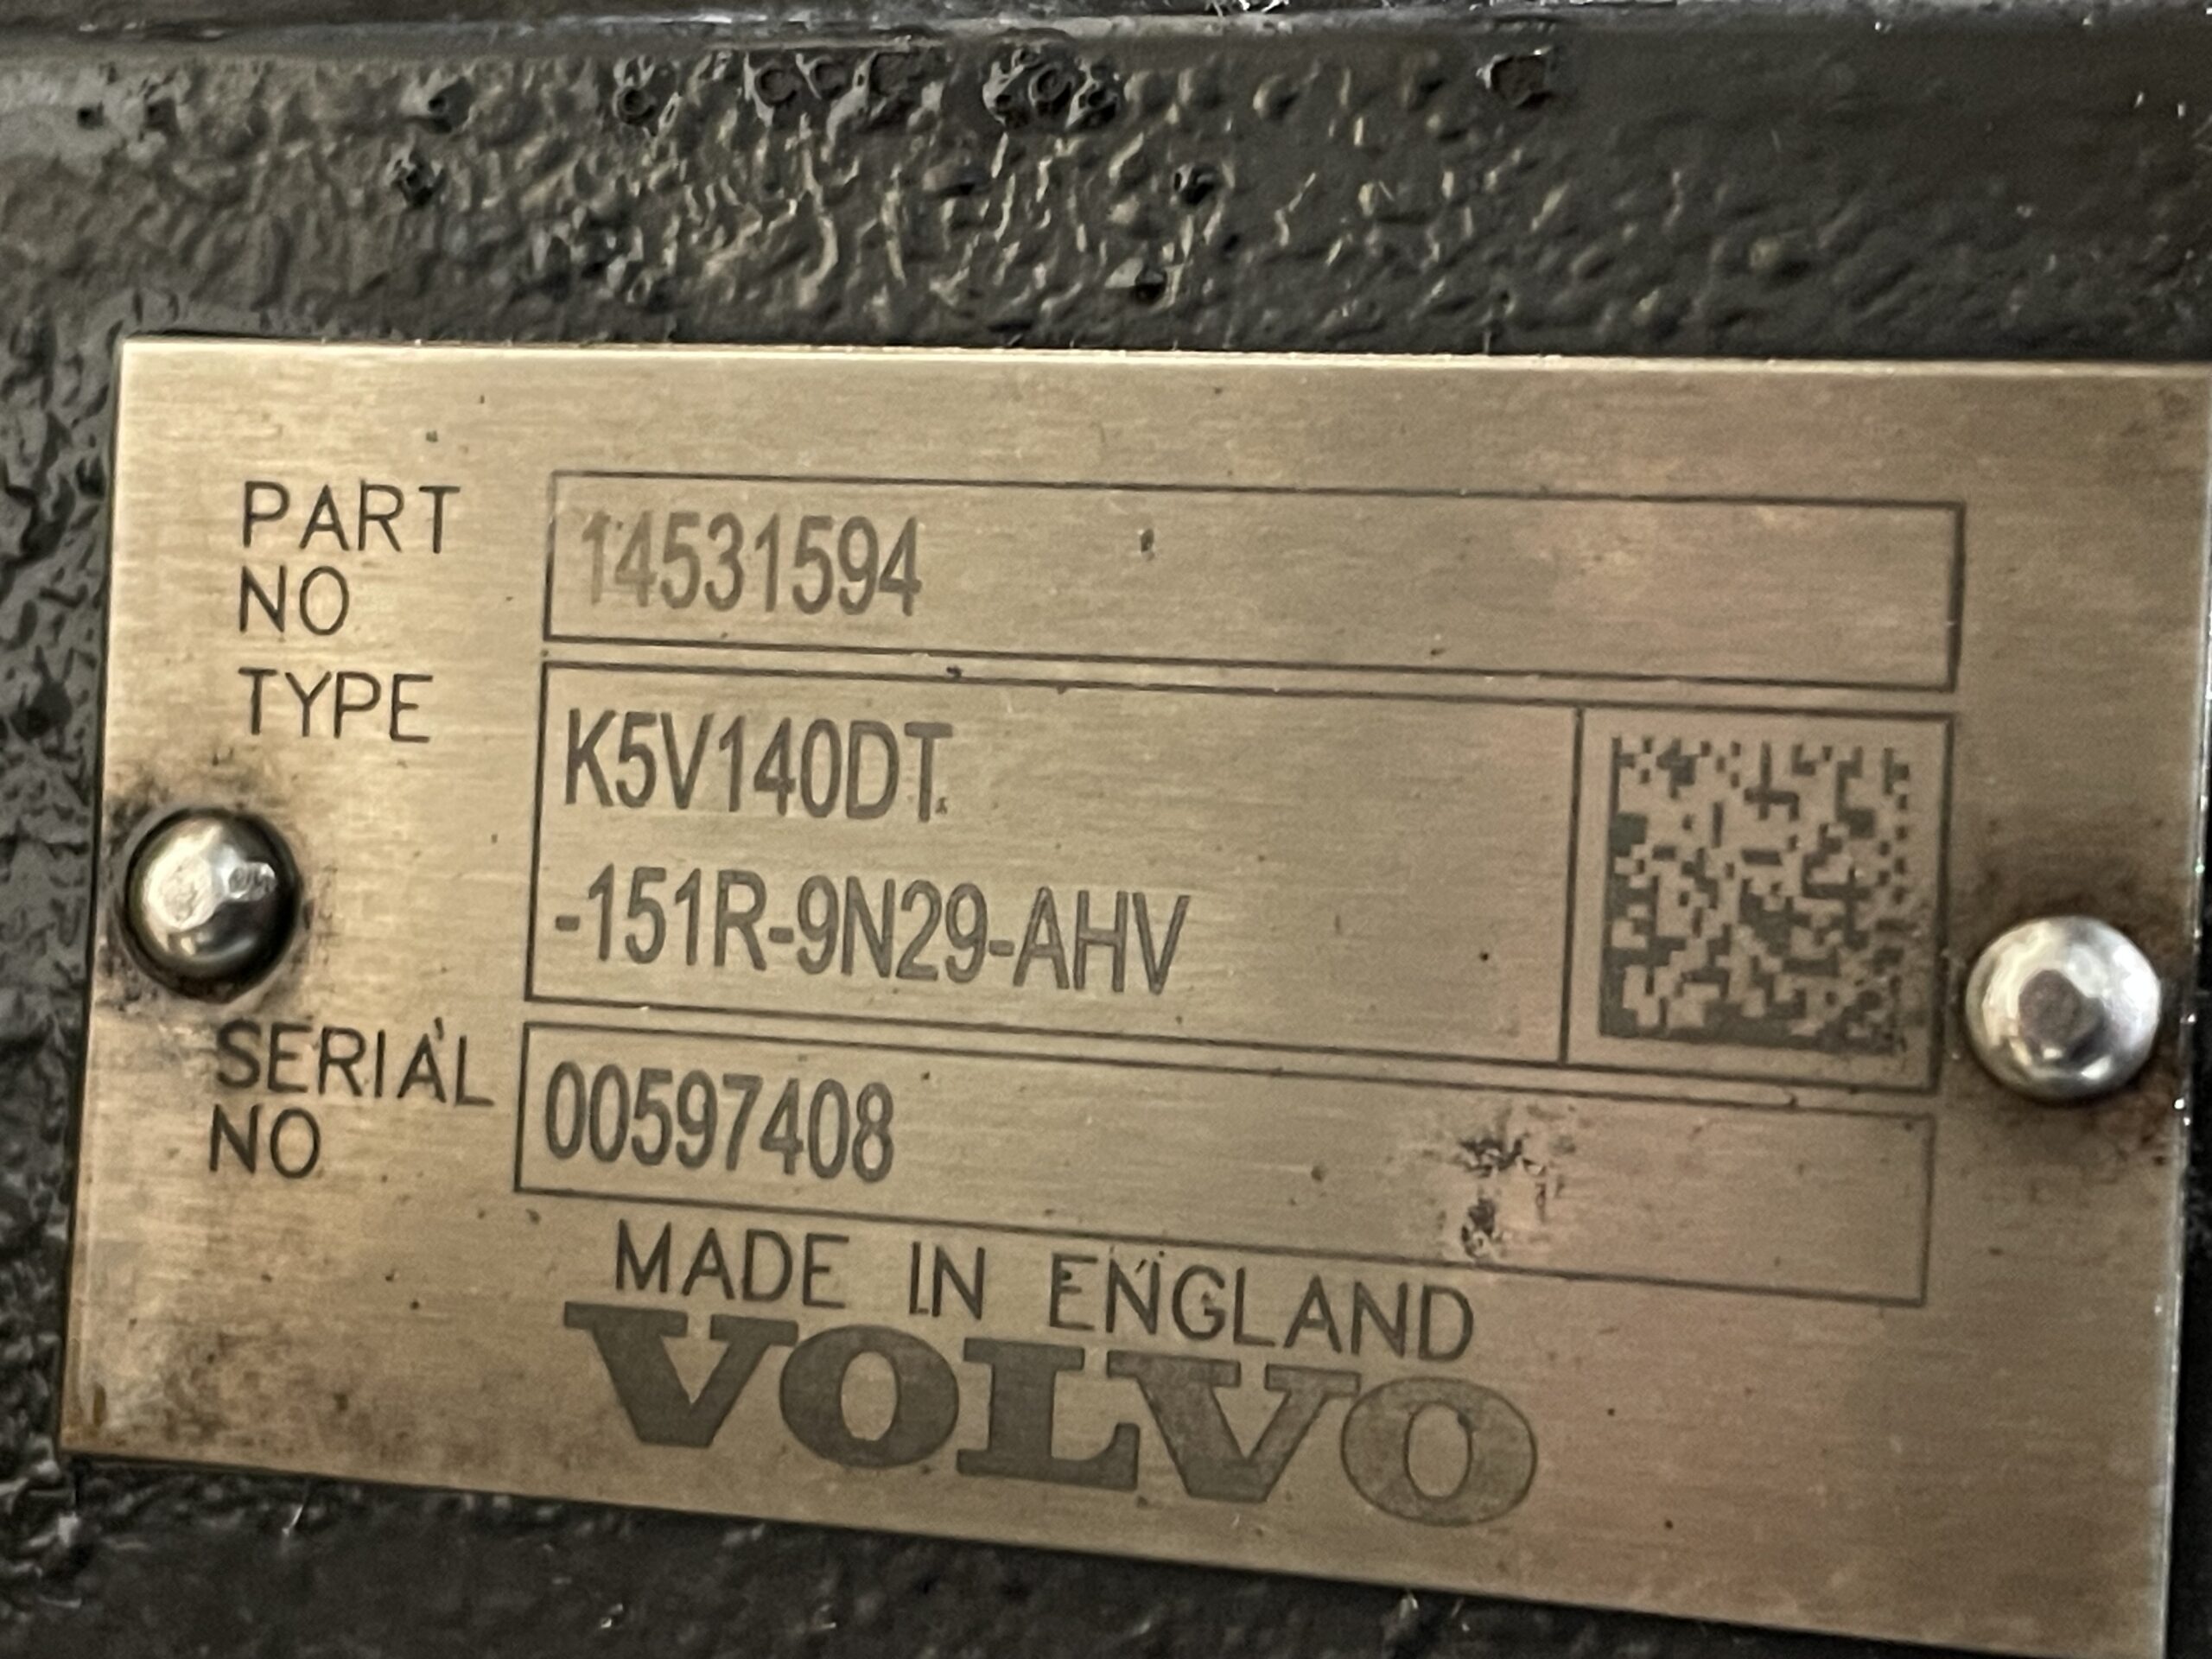 PART NO 14531594
TYPE K5V140DT
-151R-9N29-AHV
SERIAL NO 00597408
MADE IN ENGLAND
VOLVO